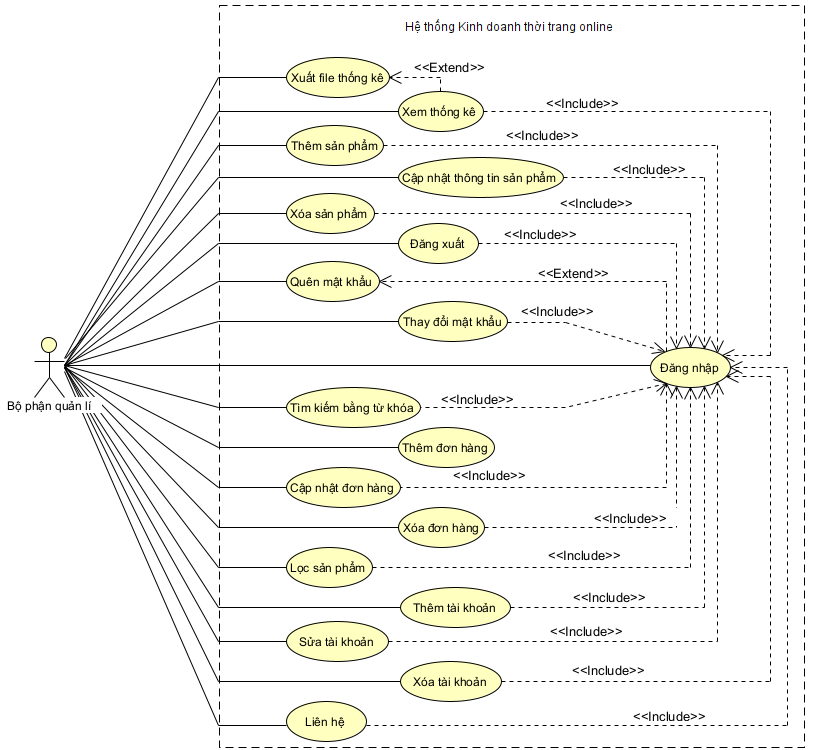 Hệ thống Kinh doanh thời trang online
<<Extend>>
Xuất file thống kê
<<Include>>
Xem thống kê
<<Include>>
Thêm sản phẩm
<<Include>>
Cập nhật thông tin sản phẩm
<<Include>>
Xóa sản phẩm
<<Include>>
Đăng xuất
<<Extend>>
Quên mật khẩu
<<Include>>
Thay đổi mật khẩu
Đăng nhập
Bộ phận quản lí
<<Include>>
Tìm kiếm bằng từ khóa
Thêm đơn hàng
<<Include>>
Cập nhật đơn hàng
<<Include>>
Xóa đơn hàng
<<Include>>
Lọc sản phẩm
<<Include>>
Thêm tài khoản
<<Include>>
Sửa tài khoản
<<Include>>
Xóa tài khoản
<<Include>>
Liên hệ